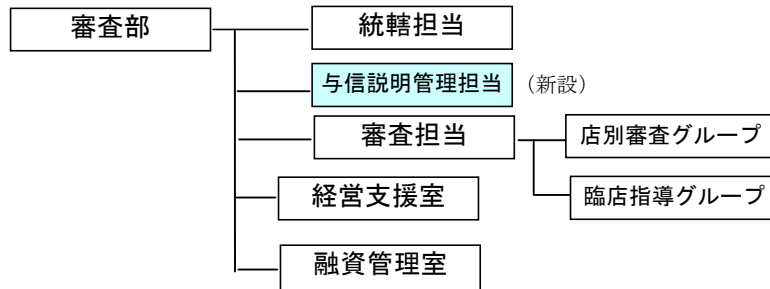 審査部
統轄担当
与信説明管理担当 （新設）
審査担当
店別審査グループ
臨店指導グループ
経営支援室
融資管理室